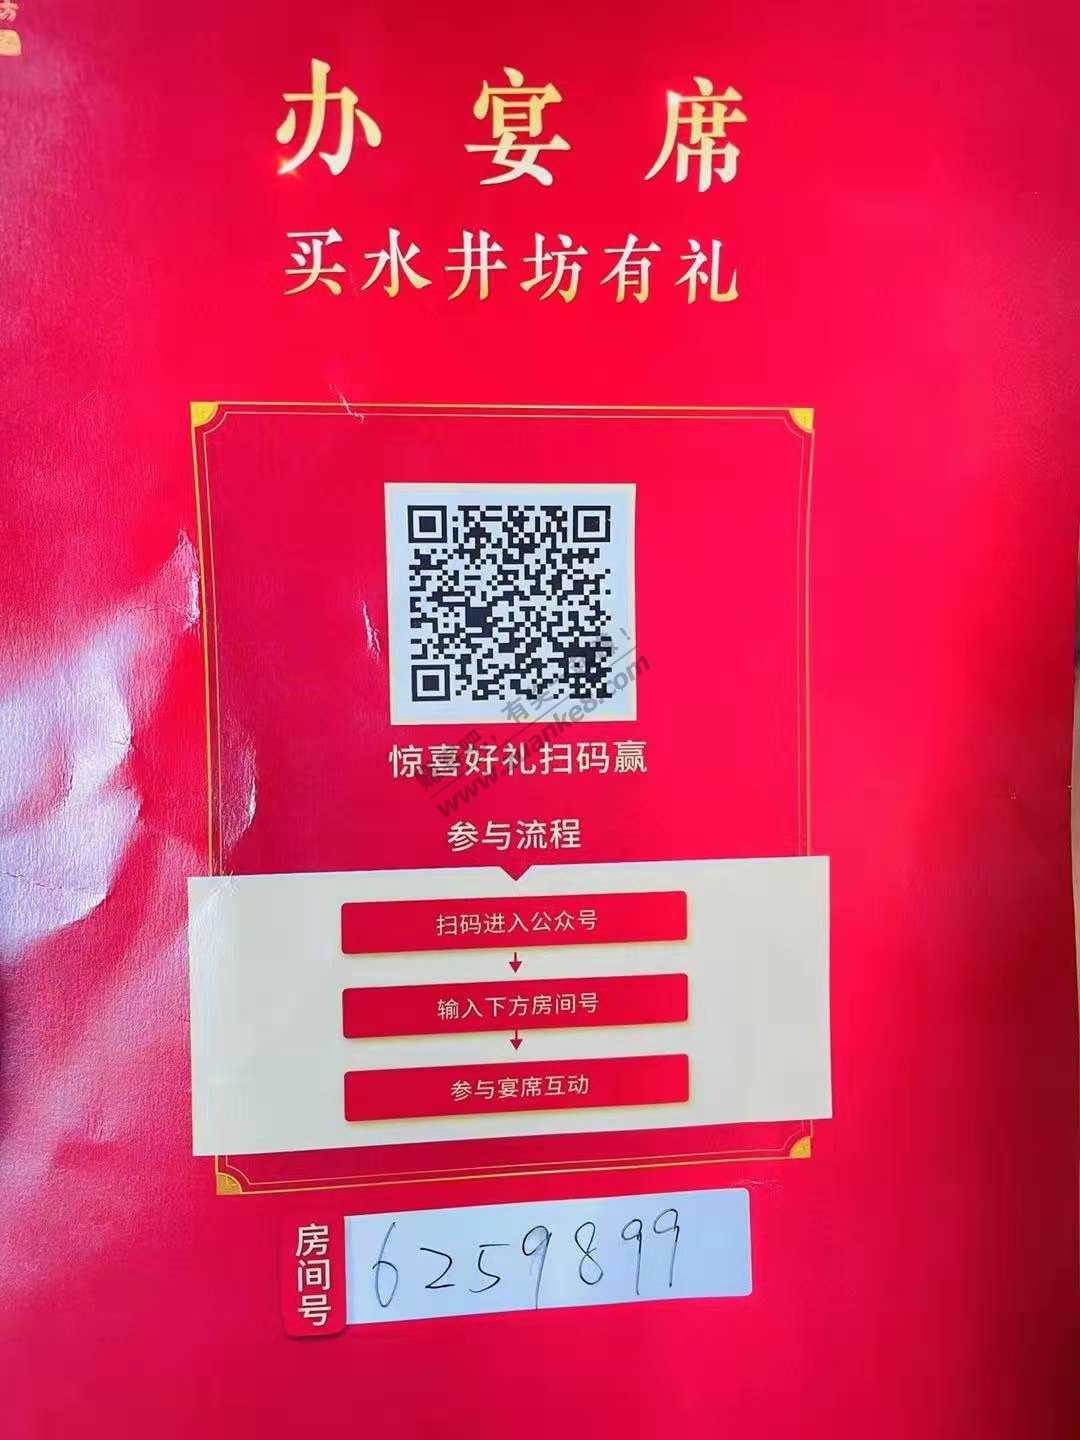 坊
办宴席
买水井坊有礼
惊喜好礼扫码赢
参与流程
扫码进入公众号
输入下方房间号
参与宴席互动
房间号
6259899